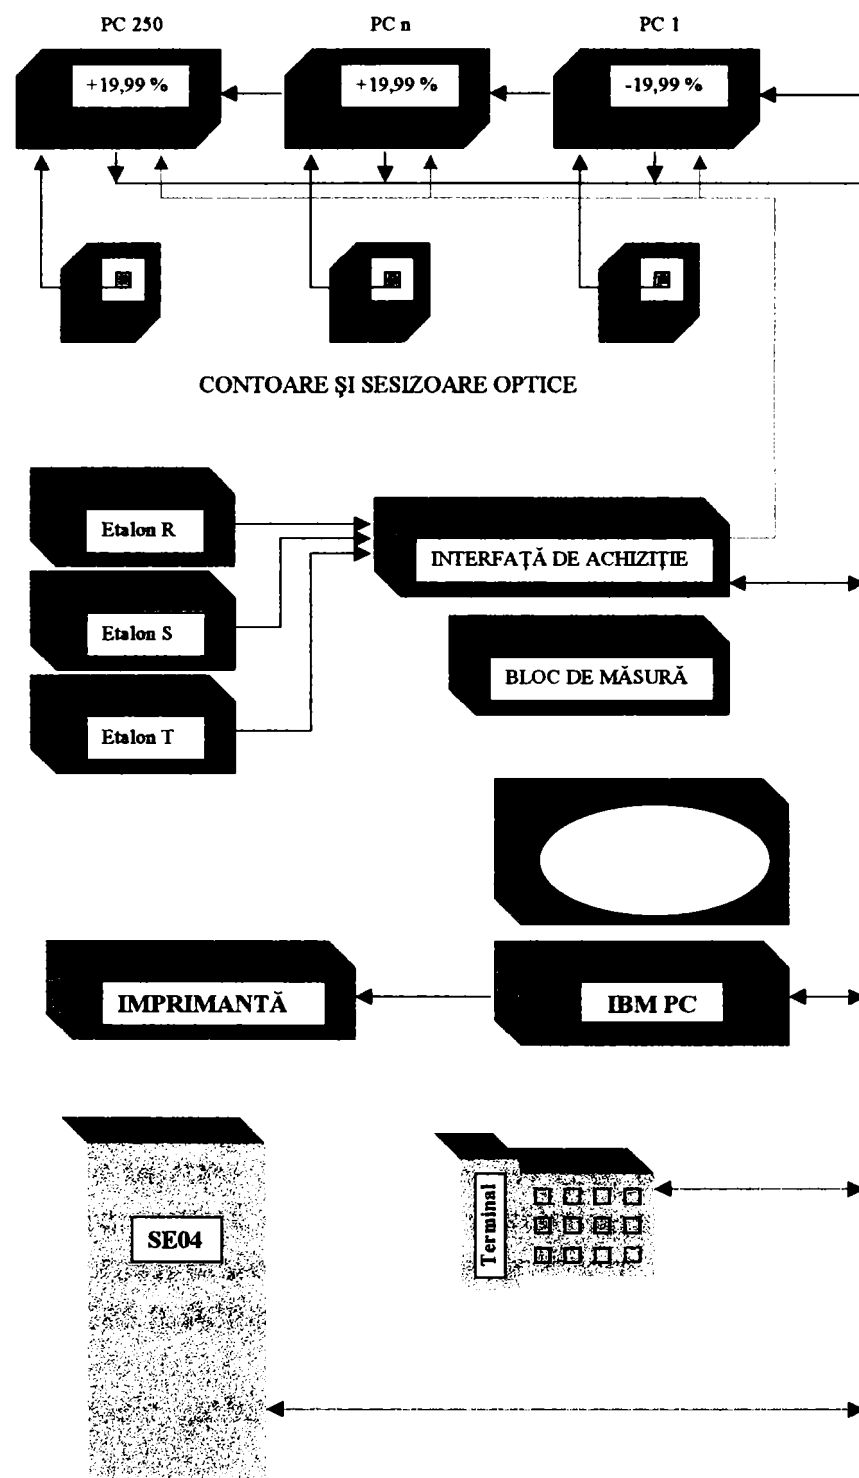 PC 250
PC n
PC 1
+19,99 %
+19,99 %
-19,99 %
CONTOARE ŞI SESIZOARE OPTICE
Etalon R
INTERFAŢĂ DE ACHIZIŢIE
Etalon S
BLOC DE MĂSURĂ
Etalon T
IMPRIMANTĂ
IBM PC
SE04
Terminal